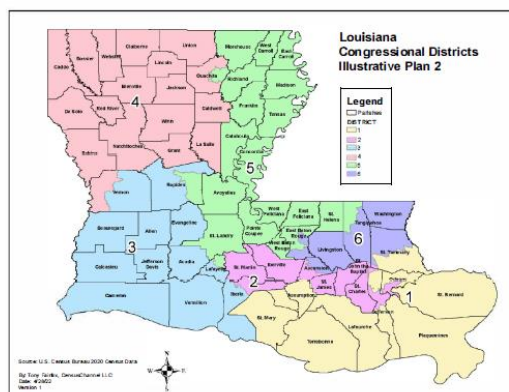 Louisiana
Congressional Districts
Illustrative Plan 2
Legend
Parishes
DISTRICT
1
2
3
4
5
6
Claiborne
Union
Morehouse
West
Carroll
East
Carroll
Bossier
Webster
Caddo
Lincoln
Ouachita
Richland
Madison
Bienville
Jackson
4
De Soto
Red River
Caldwell
Franklin
Tensas
Winn
Natchitoches
La Salle
Catahoula
Sabine
Grant
Concordia
5
Vernon
Rapides
Avoyelles
West
Feliciana
East
Feliciana
St.
Helena
Washington
Tangipahoa
Beauregard
Allen
Evangeline
St. Landry
Pointe
Coupee
East
Baton Rouge
West Baton Rouge
Livingston
6
St. Tammany
3
Calcasieu
Jefferson
Davis
Acadia
Lafayette
St. Martin
Iberville
Ascension
St. John the
Baptist
2
St.
James
St.
Charles
Orleans
1
St. Bernard
Cameron
Vermilion
Iberia
Assumption
Jefferson
St. Mary
Lafourche
Plaquemines
Terrebonne
Source: U.S. Census Bureau 2020 Census Data
By: Tony Fairfax, CensusChannel LLC
Version 1
N
W
E
S